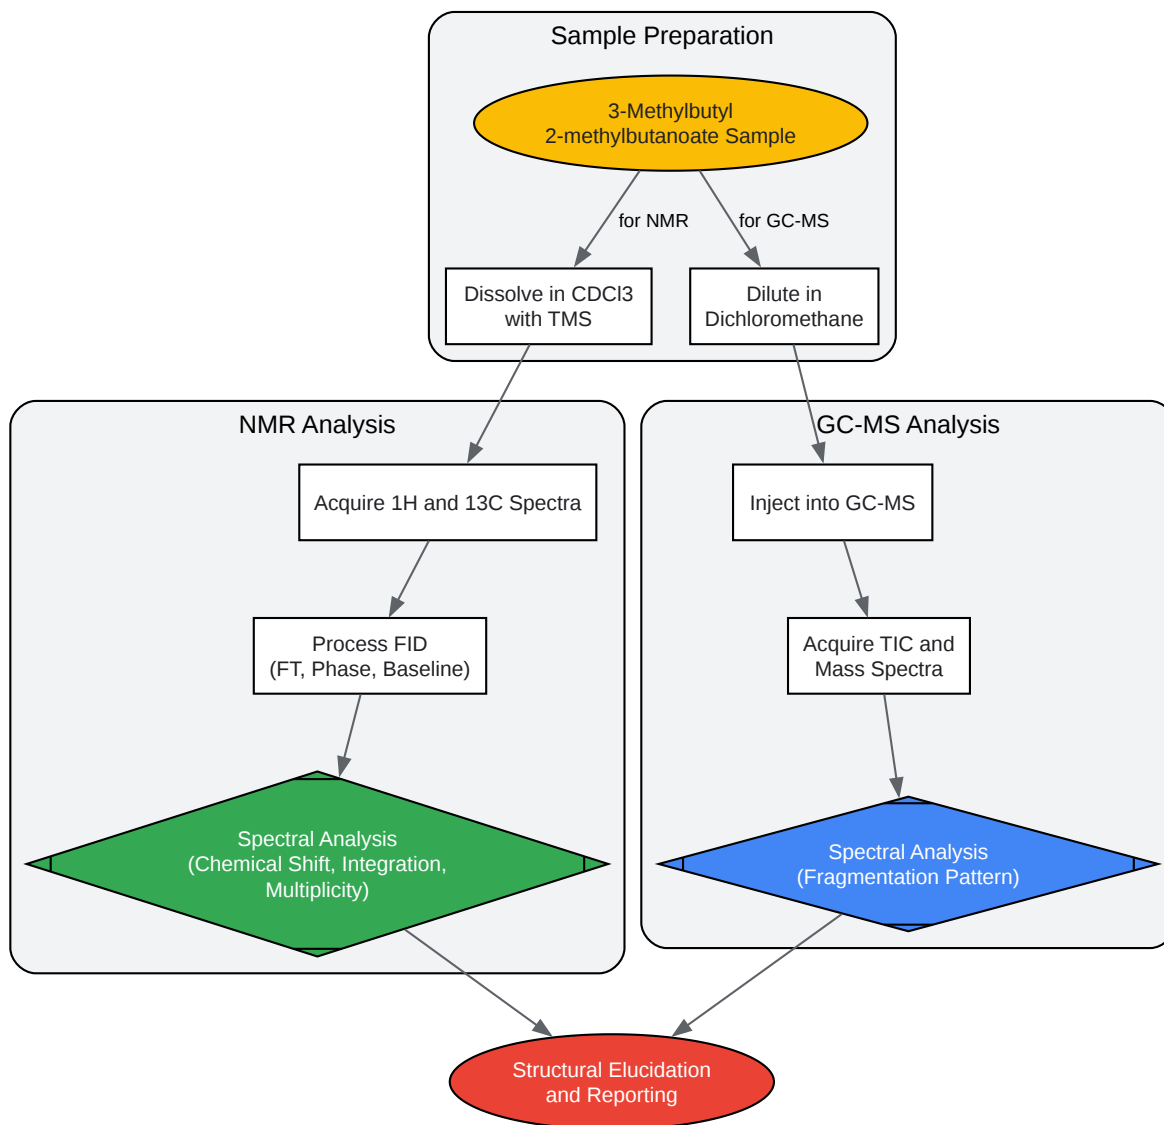 Sample Preparation
3-Methylbutyl
2-methylbutanoate Sample
for NMR
for GC-MS
Dissolve in CDCl3
with TMS
Dilute in
Dichloromethane
NMR Analysis
GC-MS Analysis
Acquire 1H and 13C Spectra
Inject into GC-MS
Process FID
(FT, Phase, Baseline)
Acquire TIC and
Mass Spectra
Spectral Analysis
(Chemical Shift, Integration,
Multiplicity)
Spectral Analysis
(Fragmentation Pattern)
Structural Elucidation
and Reporting